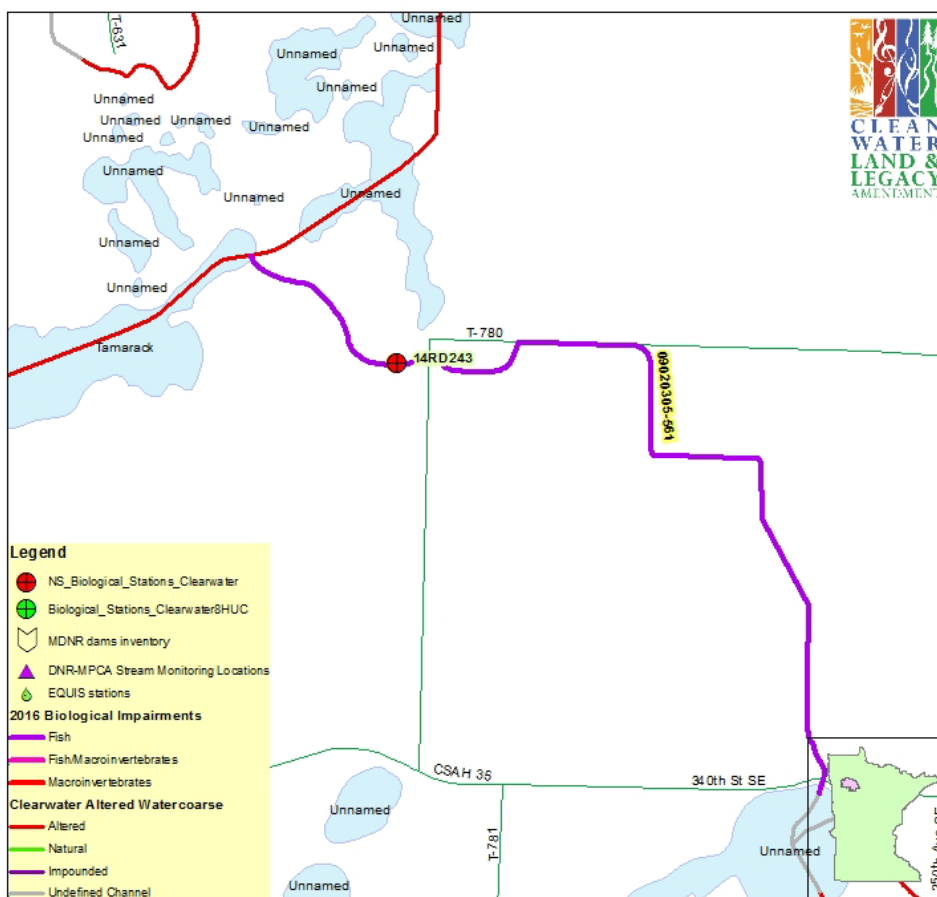 T-631
Unnamed
Unnamed
Unnamed
Unnamed
Unnamed
Unnamed
Unnamed
Unnamed
Unnamed
Unnamed
Unnamed
Unnamed
Unnamed
Unnamed
Tamarack
CLEAN
WATER
LAND &
LEGACY
AMENDMENT
T-780
14RD243
09020305-561
Legend
NS_Biological_Stations_Clearwater
Biological_Stations_Clearwater8HUC
MDNR dams inventory
DNR-MPCA Stream Monitoring Locations
EQUIS stations
2016 Biological Impairments
Fish
Fish/Macroinvertebrates
Macroinvertebrates
Clearwater Altered Watercoarse
Altered
Natural
Impounded
Undefined Channel
CSAH 35
340th St SE
Unnamed
T-781
Unnamed
Unnamed